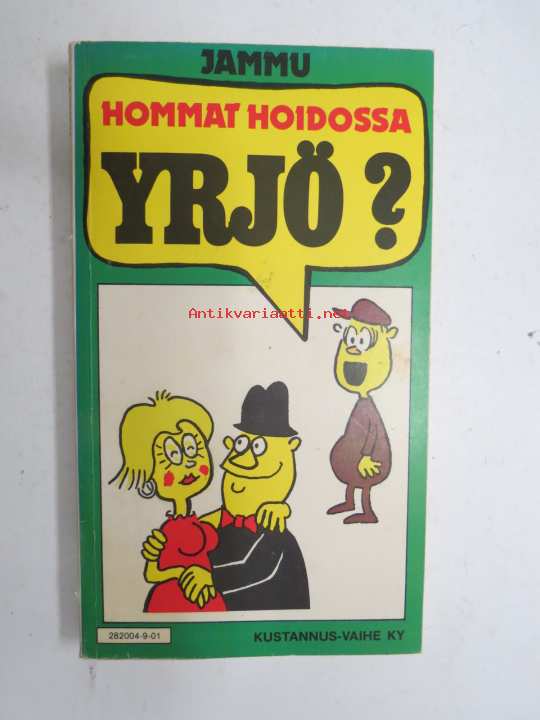 JAMMU
HOMMAT HOIDOSSA
YRJÖ?
Antikvariaatti.net
282004-9-01
KUSTANNUS-VAIHE KY